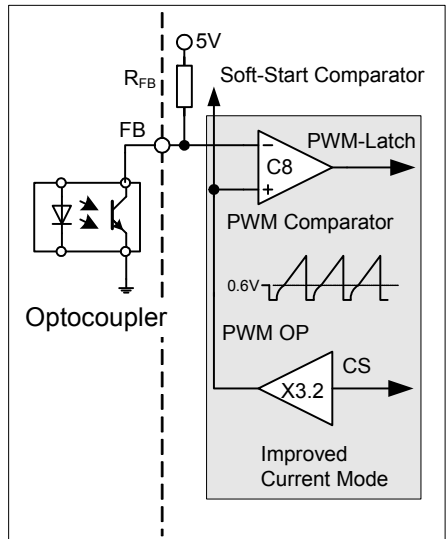 5V
R_FB
Soft-Start Comparator
FB
PWM-Latch
−
C8
+
PWM Comparator
0.6V
Optocoupler
PWM OP
CS
X3.2
Improved
Current Mode